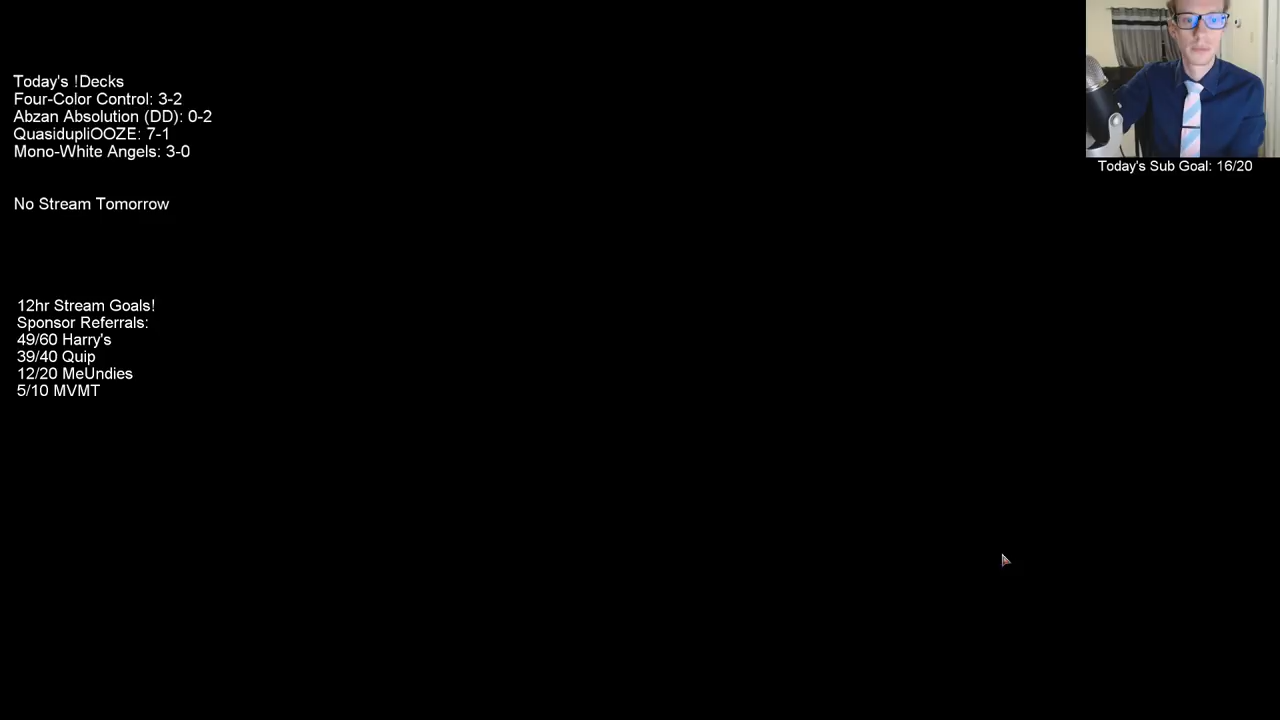 Today's !Decks
Four-Color Control: 3-2
Abzan Absolution (DD): 0-2
QuasidupliOOZE: 7-1
Mono-White Angels: 3-0
No Stream Tomorrow
12hr Stream Goals!
Sponsor Referrals:
49/60 Harry's
39/40 Quip
12/20 MeUndies
5/10 MVMT
Today's Sub Goal: 16/20